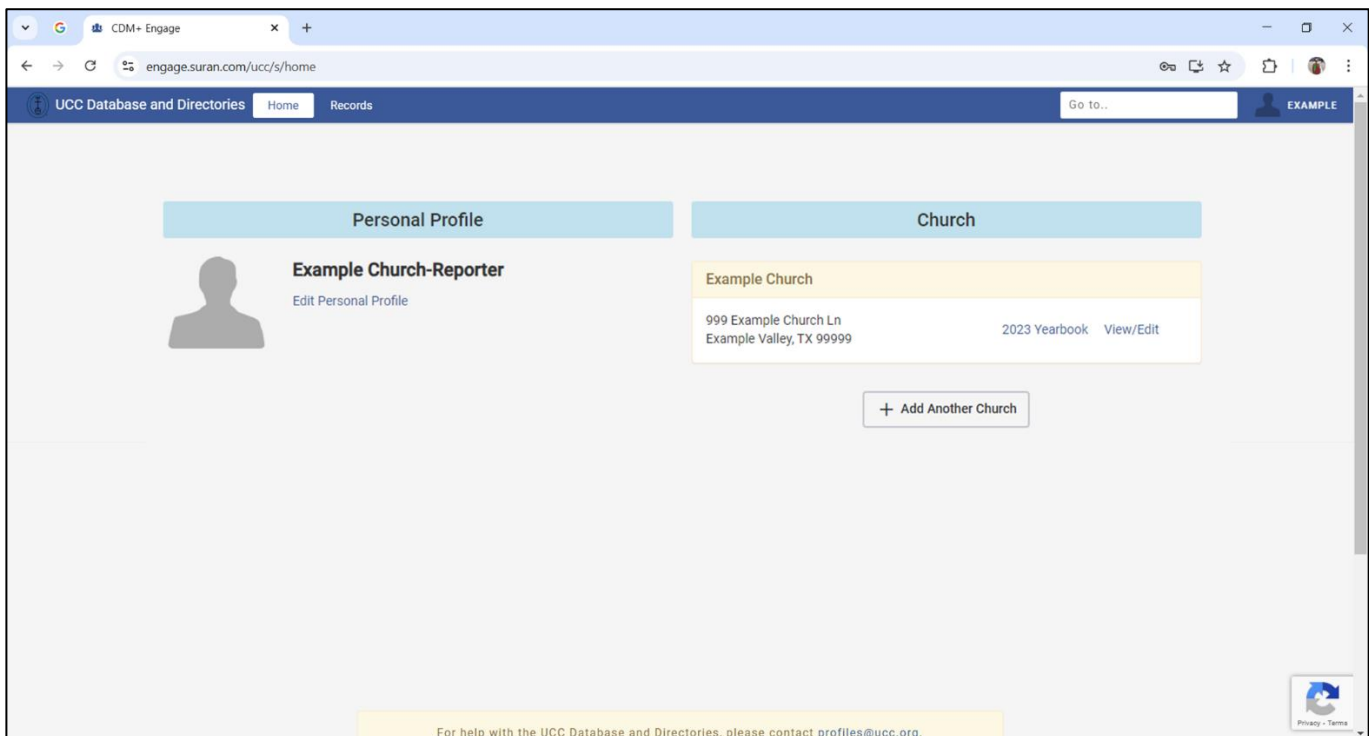 CDM+ Engage
engage.suran.com/ucc/s/home
UCC Database and Directories Home Records Go to.. EXAMPLE
Personal Profile
Example Church-Reporter
Edit Personal Profile
Church
Example Church
999 Example Church Ln
Example Valley, TX 99999
2023 Yearbook View/Edit
+ Add Another Church
For help with the UCC Database and Directories, please contact profiles@ucc.org.
Privacy - Terms